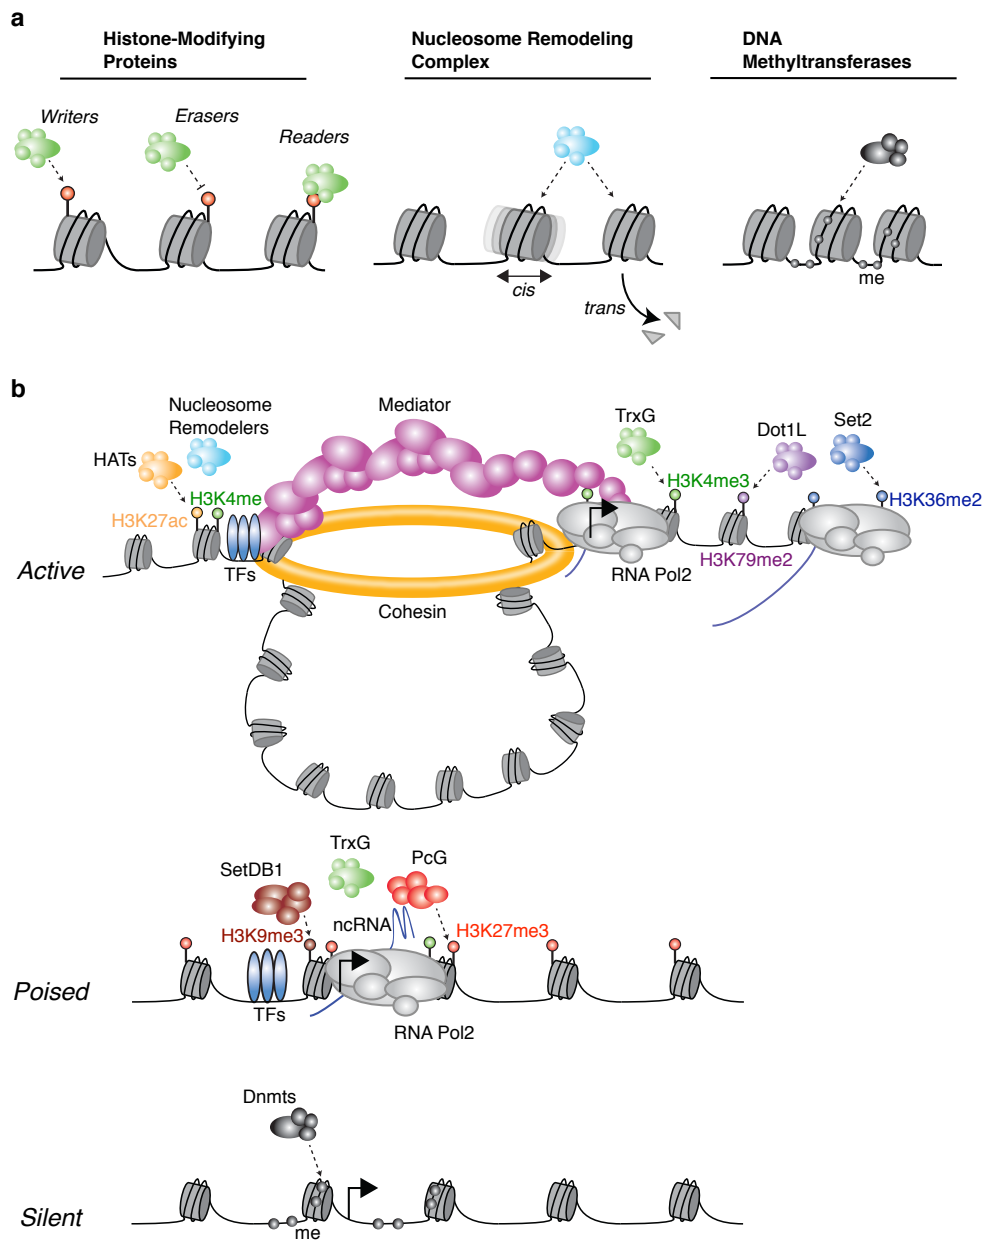 a
Histone-Modifying
Proteins
Nucleosome Remodeling
Complex
DNA
Methyltransferases
Writers
Erasers
Readers
cis
trans
me
b
Nucleosome
Remodelers
Mediator
HATs
TrxG
Dot1L
Set2
H3K27ac
H3K4me
H3K4me3
H3K36me2
H3K79me2
TFs
RNA Pol2
Active
Cohesin
TrxG
SetDB1
PcG
ncRNA
H3K9me3
H3K27me3
Poised
TFs
RNA Pol2
Dnmts
Silent
me